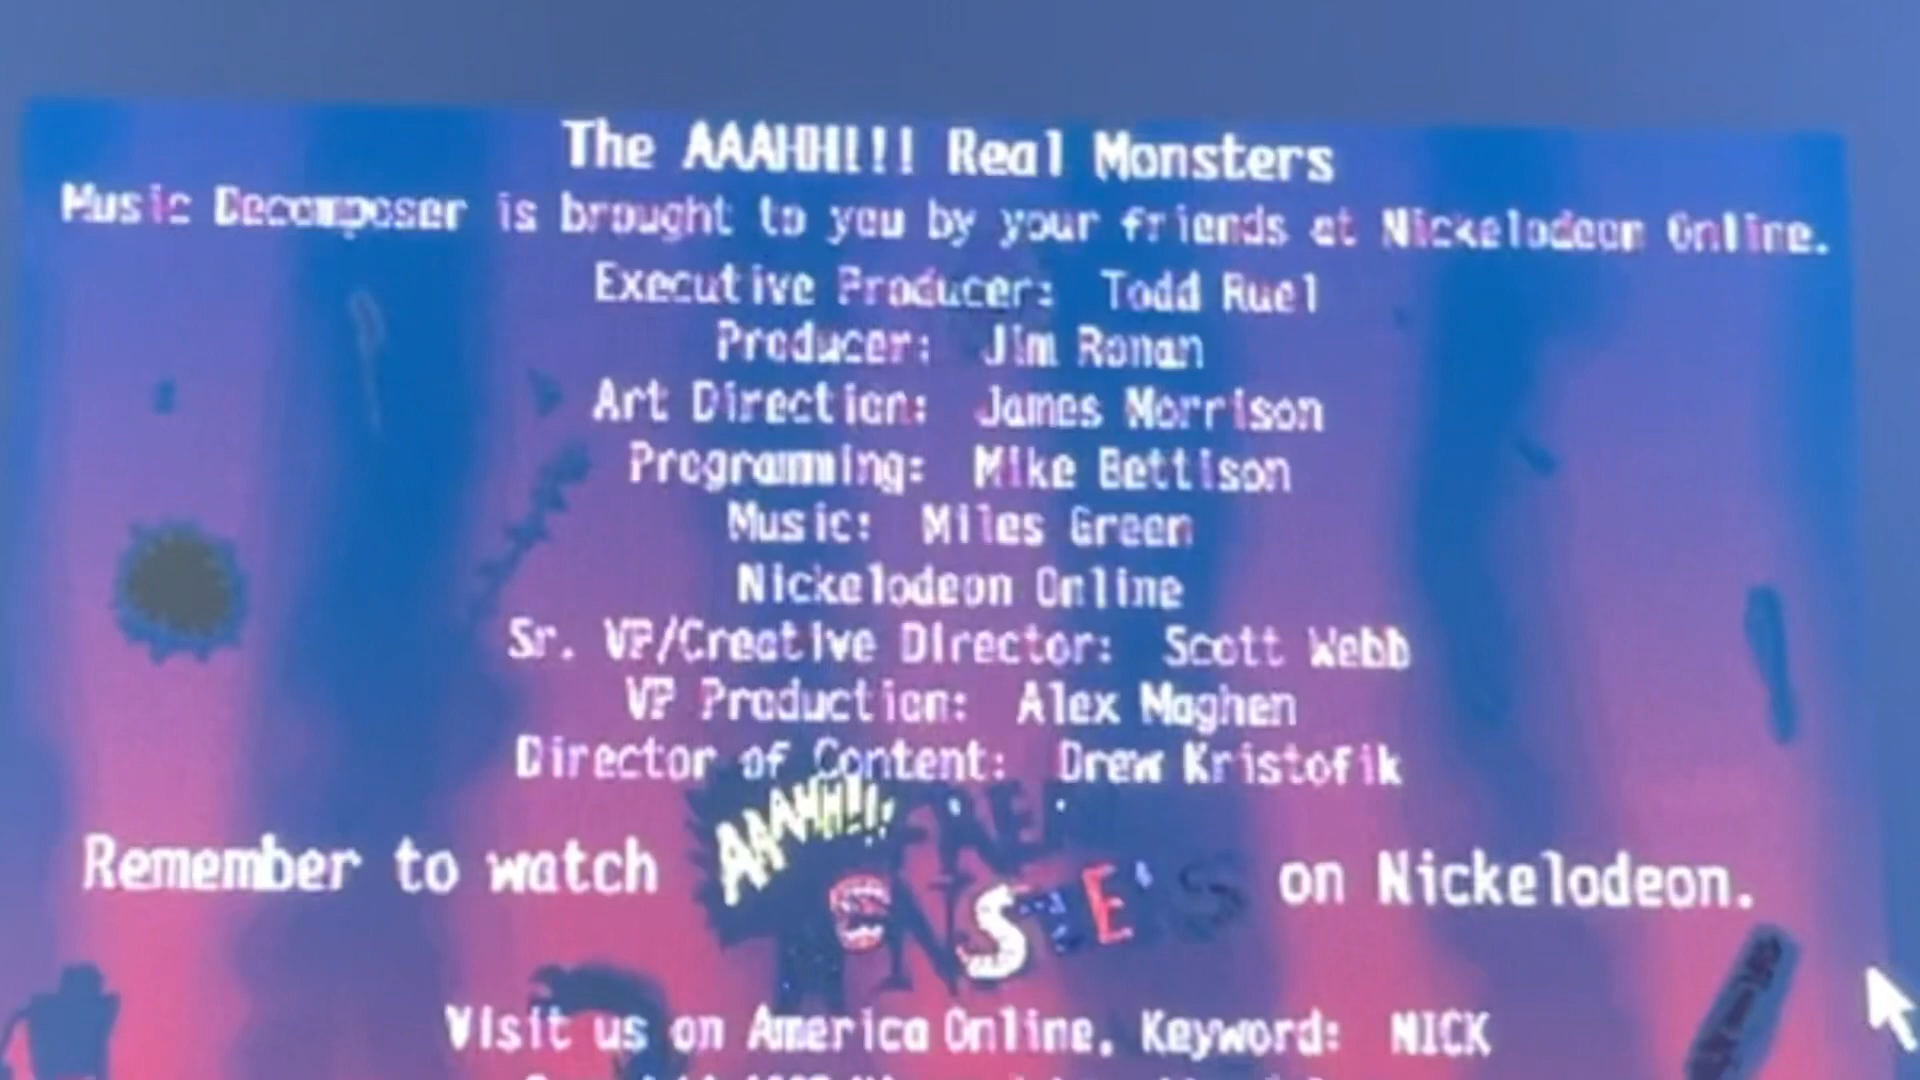 The AAAHH!!! Real Monsters
Music Decomposer is brought to you by your friends at Nickelodeon Online.
Executive Producer: Todd Ruel
Producer: Jim Ronan
Art Direction: James Morrison
Programming: Mike Bettison
Music: Miles Green
Nickelodeon Online
Sr. VP/Creative Director: Scott Webb
VP Production: Alex Maghen
Director of Content: Drew Kristofik
Remember to watch AAAHH!!! REAL MONSTERS on Nickelodeon.
Visit us on America Online, Keyword: NICK